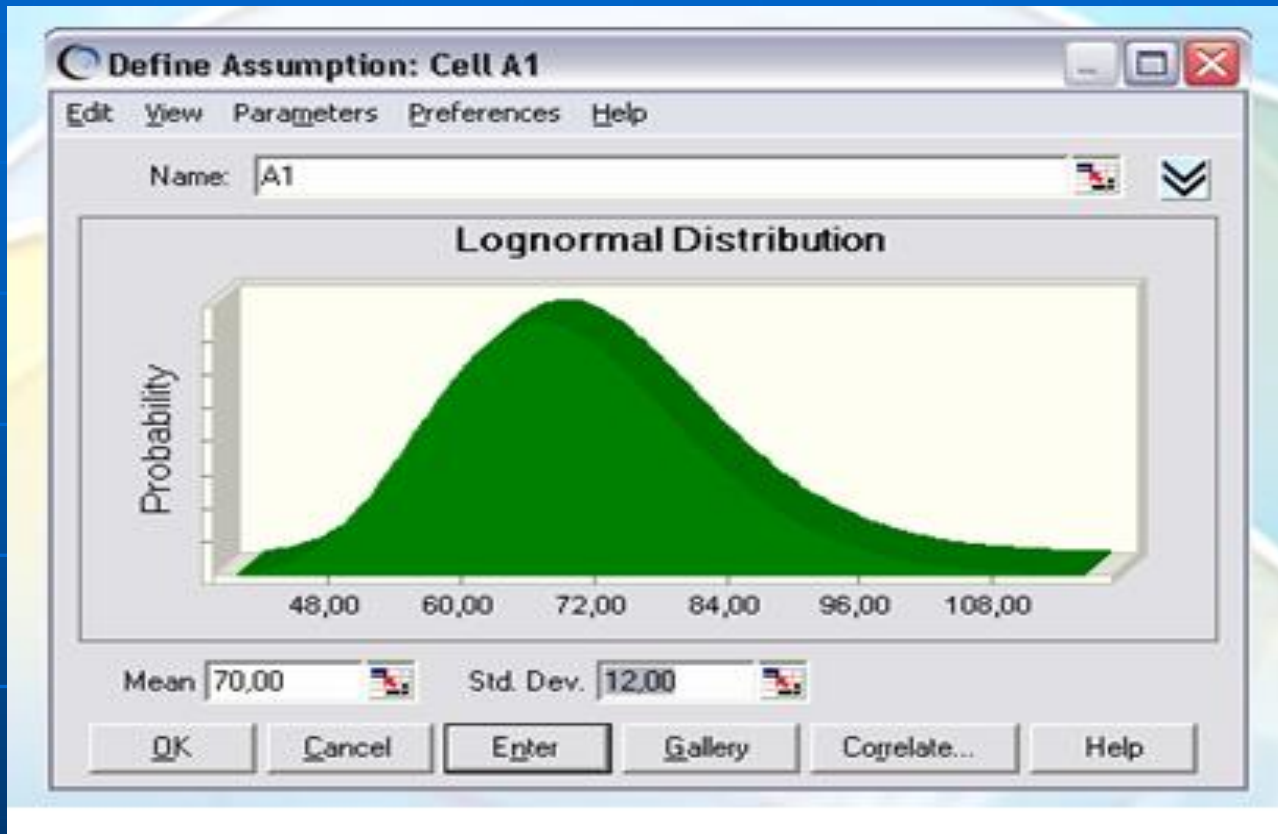 Define Assumption: Cell A1
Edit View Parameters Preferences Help
Name: A1
Lognormal Distribution
Probability
48,00 60,00 72,00 84,00 96,00 108,00
Mean 70,00 Std. Dev. 12,00
OK Cancel Enter Gallery Correlate... Help